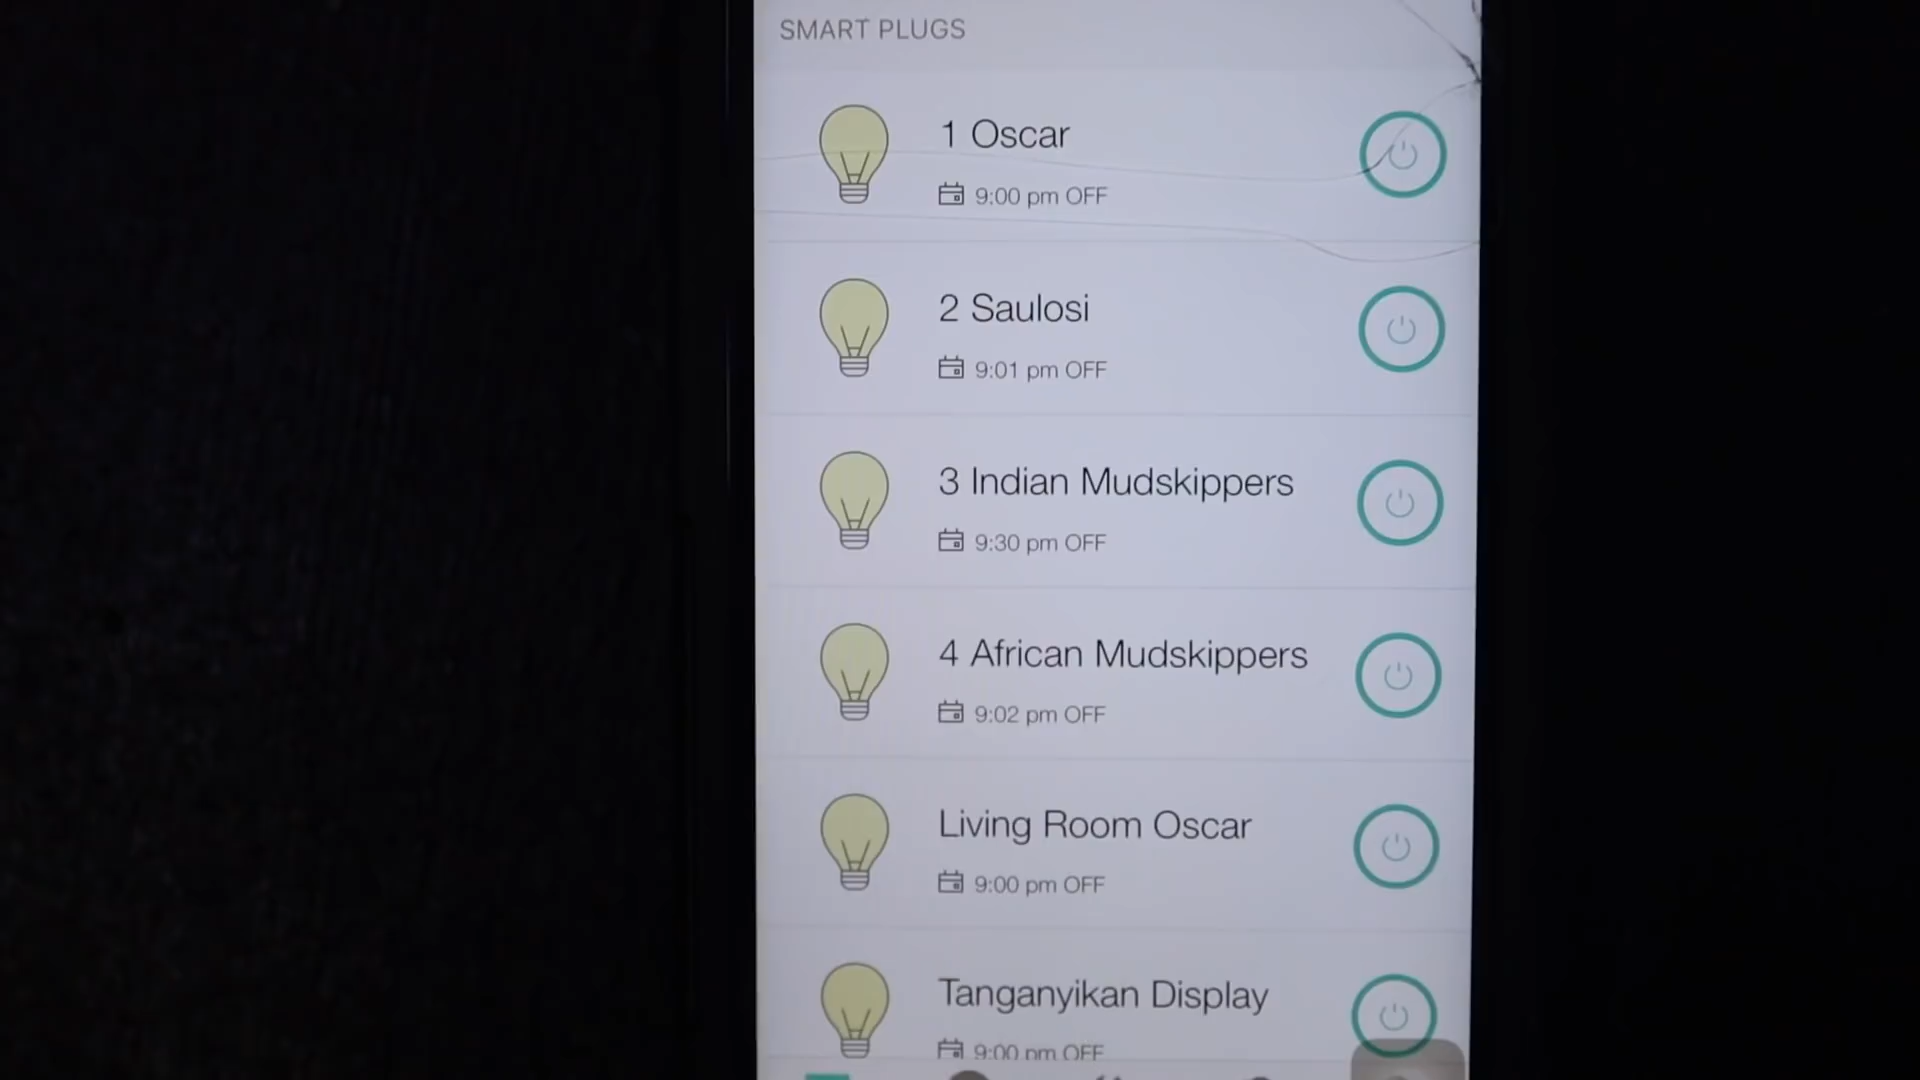 SMART PLUGS
1 Oscar
9:00 pm OFF
2 Saulosi
9:01 pm OFF
3 Indian Mudskippers
9:30 pm OFF
4 African Mudskippers
9:02 pm OFF
Living Room Oscar
9:00 pm OFF
Tanganyikan Display
9:00 pm OFF